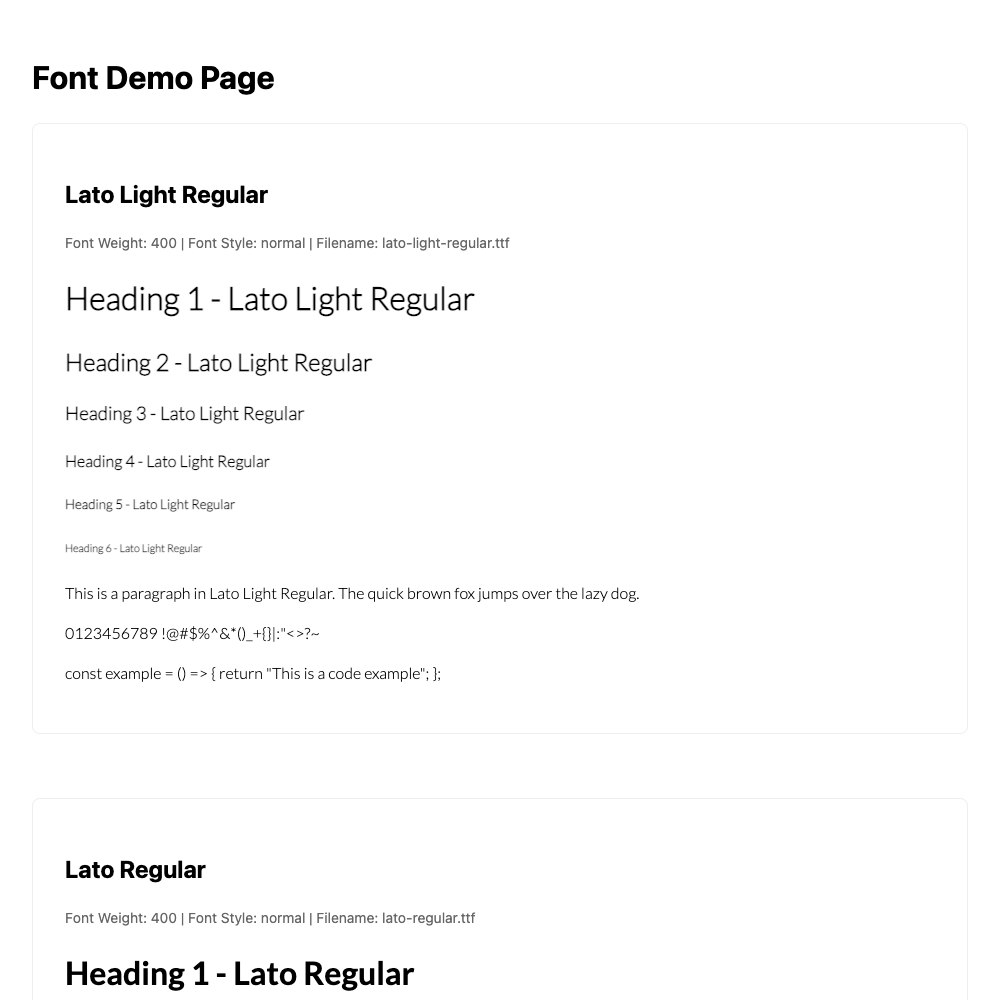 Font Demo Page
Lato Light Regular
Font Weight: 400 | Font Style: normal | Filename: lato-light-regular.ttf
Heading 1 - Lato Light Regular
Heading 2 - Lato Light Regular
Heading 3 - Lato Light Regular
Heading 4 - Lato Light Regular
Heading 5 - Lato Light Regular
Heading 6 - Lato Light Regular
This is a paragraph in Lato Light Regular. The quick brown fox jumps over the lazy dog.
0123456789 !@#$%^&*()_+{}|:"<>?~
const example = () => { return "This is a code example"; };
Lato Regular
Font Weight: 400 | Font Style: normal | Filename: lato-regular.ttf
Heading 1 - Lato Regular